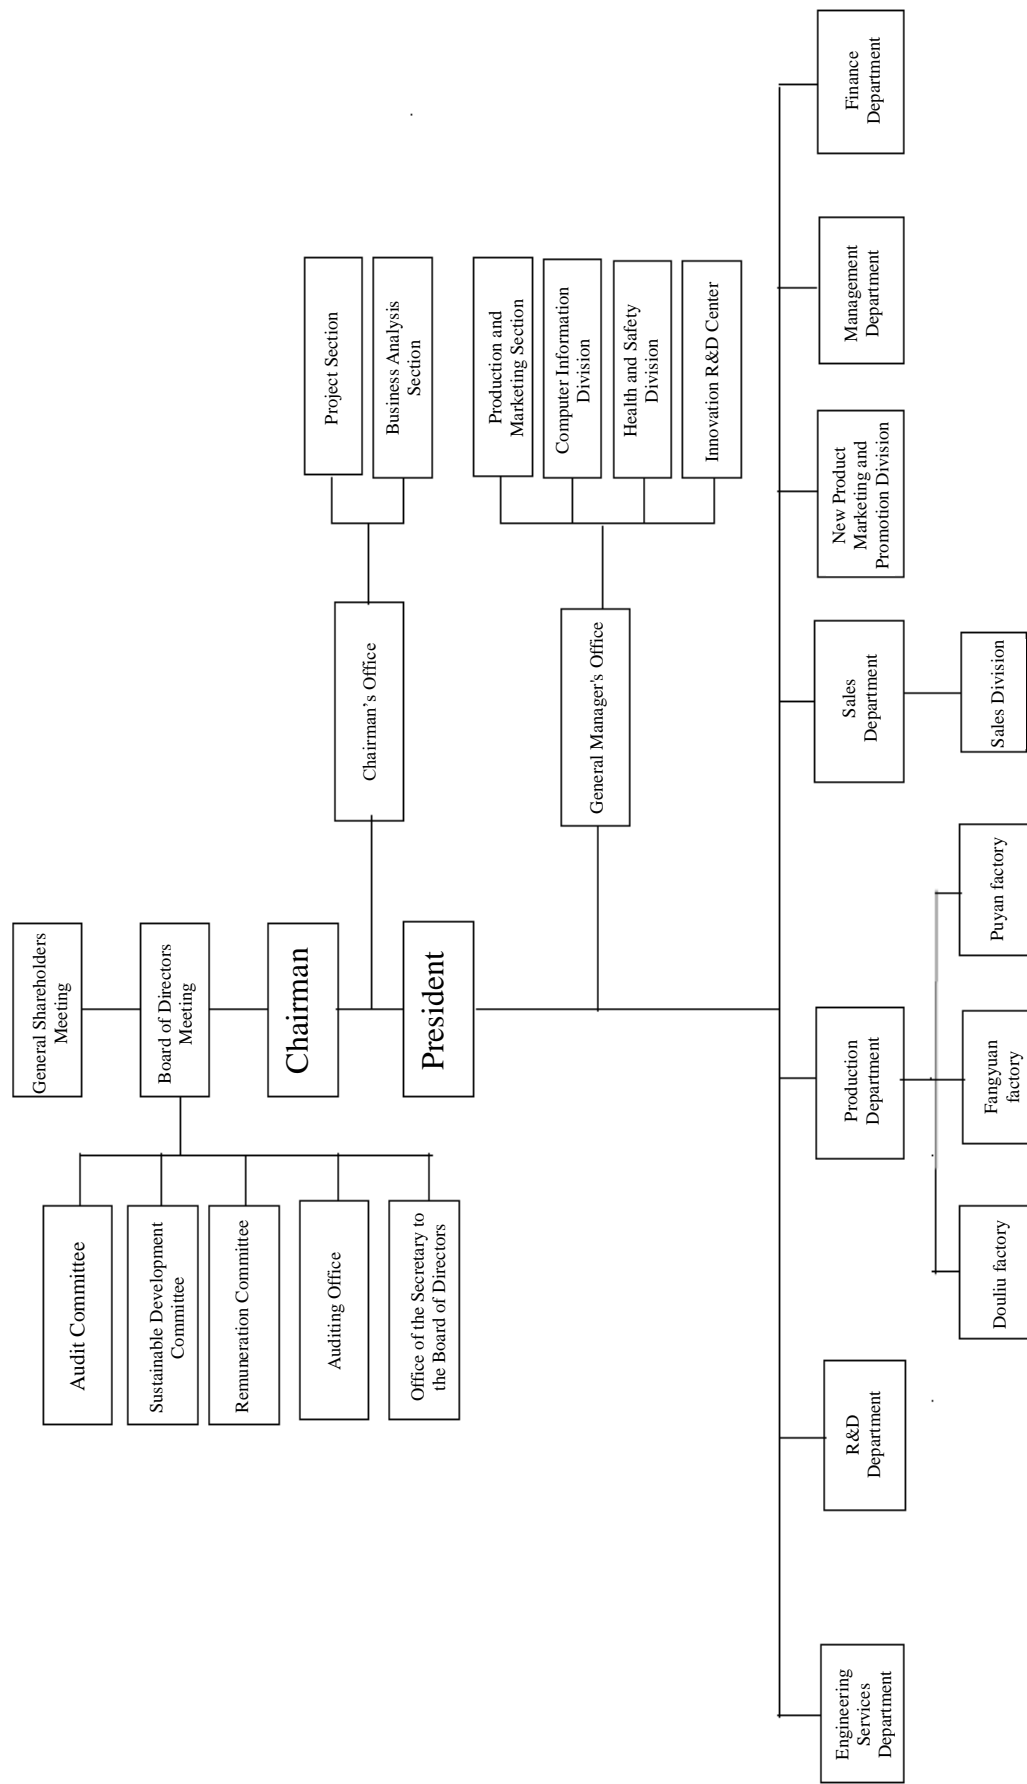 General Shareholders
Meeting
Board of Directors
Meeting
Audit Committee
Sustainable Development
Committee
Remuneration Committee
Auditing Office
Office of the Secretary to
the Board of Directors
Chairman
Chairman's Office
Project Section
Business Analysis
Section
President
General Manager's Office
Production and
Marketing Section
Computer Information
Division
Health and Safety
Division
Innovation R&D Center
Engineering
Services
Department
R&D
Department
Production
Department
Sales
Department
New Product
Marketing and
Promotion Division
Management
Department
Finance
Department
Douliu factory
Fangyuan
factory
Puyan factory
Sales Division